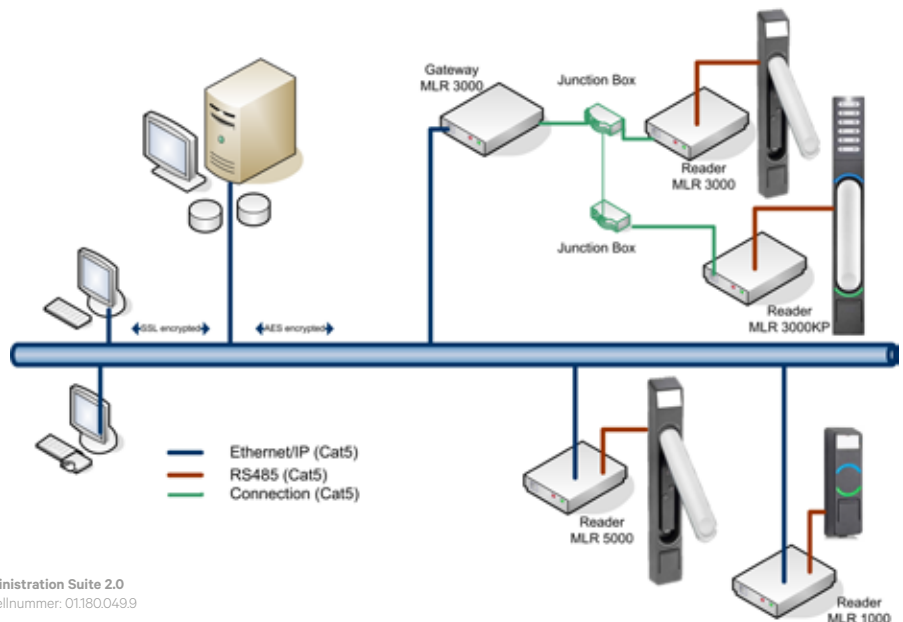 Gateway
MLR 3000
Junction Box
Reader
MLR 3000
Junction Box
Reader
MLR 3000KP
SSL encrypted
AES encrypted
Ethernet/IP (Cat5)
RS485 (Cat5)
Connection (Cat5)
Reader
MLR 5000
Reader
MLR 1000
inistration Suite 2.0
ellnummer: 01.180.049.9